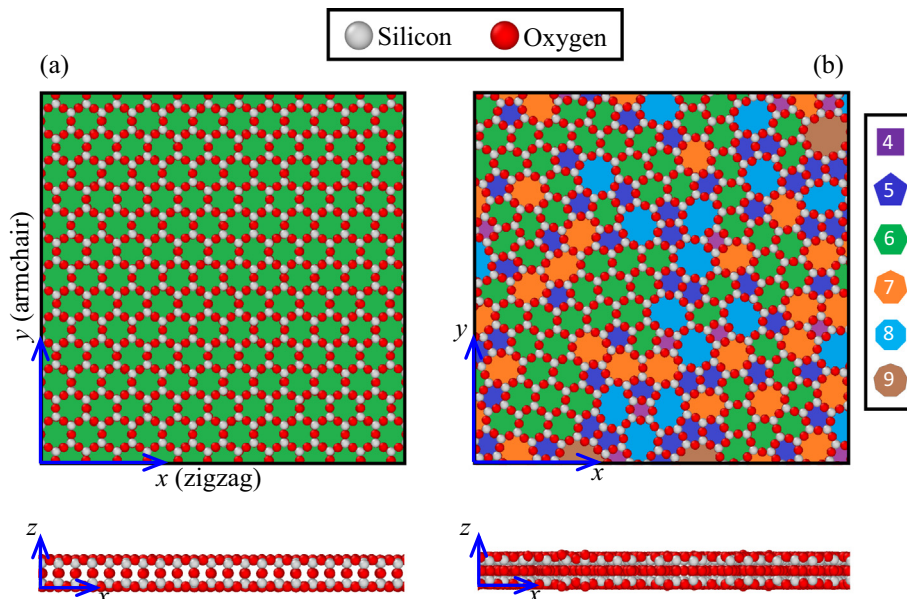 Silicon Oxygen
(a)
(b)
y (armchair)
x (zigzag)
y
x
4
5
6
7
8
9
z
x
z
x